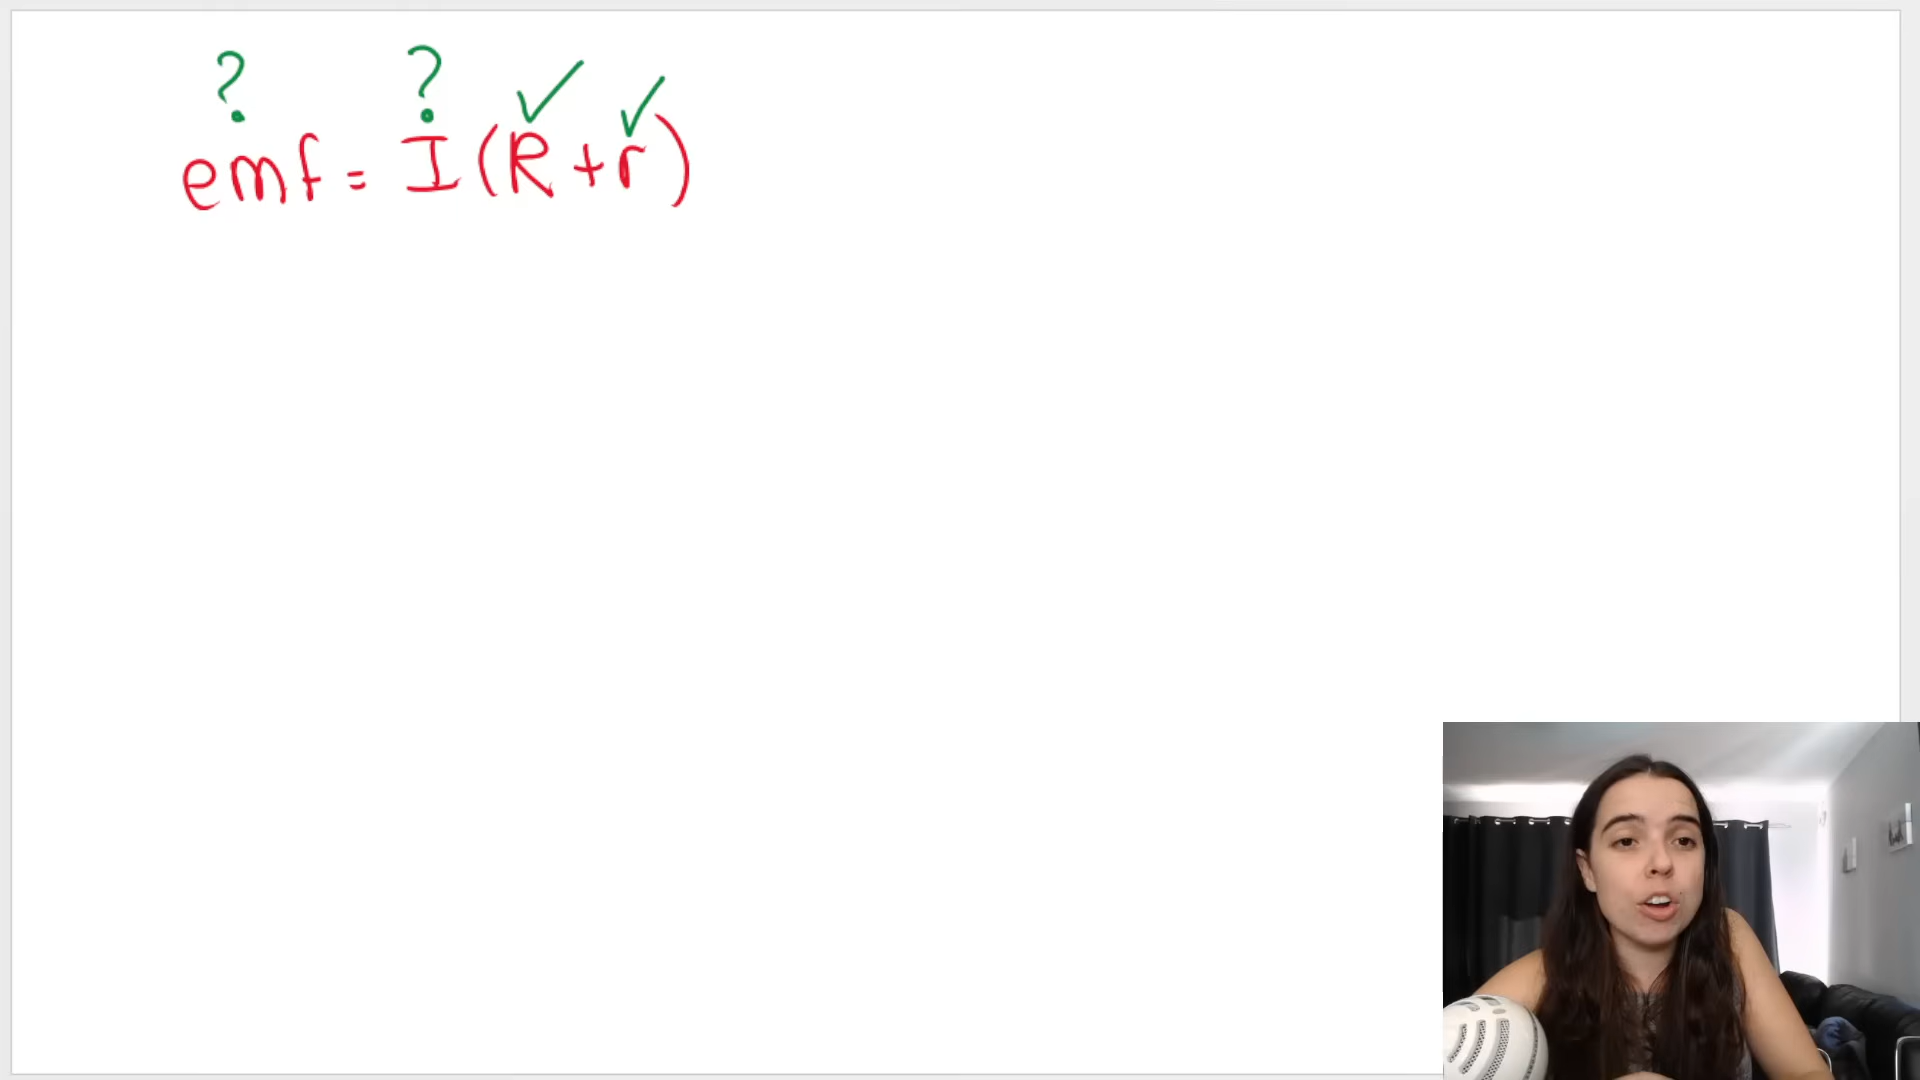 ? ? ✓ ✓
emf = I (R + r)